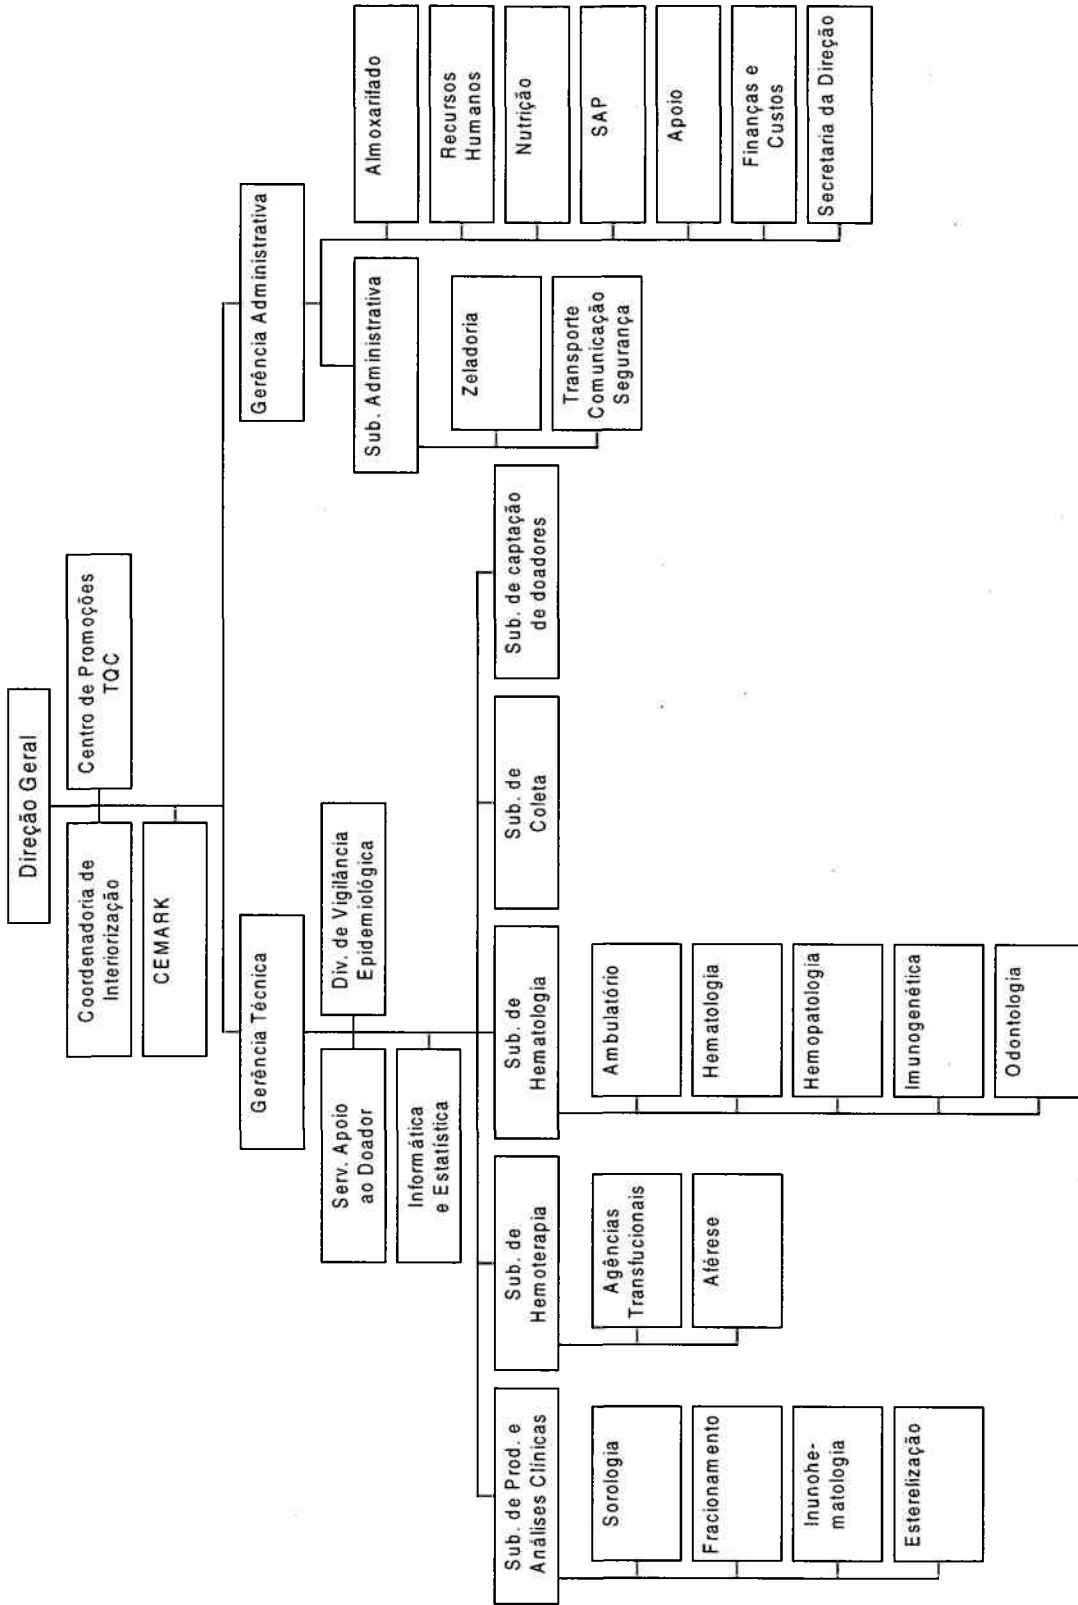 Direção Geral
Coordenadoria de
Interiorização
Centro de Promoções
TQC
CEMARK
Gerência Técnica
Gerência Administrativa
Serv. Apoio
ao Doador
Div. de Vigilância
Epidemiológica
Informática
e Estatística
Sub. de Prod. e
Análises Clínicas
Sub. de
Hemoterapia
Sub. de
Hematologia
Sub. de
Coleta
Sub. de captação
de doadores
Sorologia
Fracionamento
Inunohe-
matologia
Esterelização
Agências
Transfucionais
Aférese
Ambulatório
Hematologia
Hemopatologia
Imunogenética
Odontologia
Sub. Administrativa
Zeladoria
Transporte
Comunicação
Segurança
Almoxarifado
Recursos
Humanos
Nutrição
SAP
Apoio
Finanças e
Custos
Secretaria da Direção